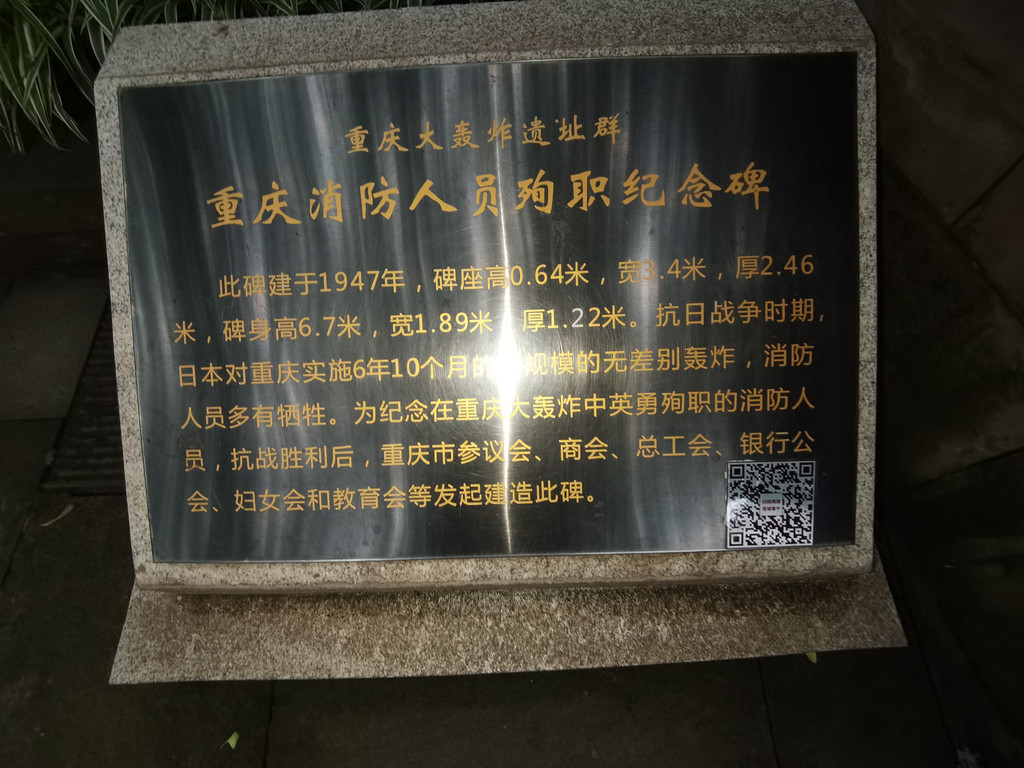 重庆大轰炸遗址群
重庆消防人员殉职纪念碑
此碑建于1947年，碑座高0.64米，宽3.4米，厚2.46
米，碑身高6.7米，宽1.89米，厚1.22米。抗日战争时期，
日本对重庆实施6年10个月的 规模的无差别轰炸，消防
人员多有牺牲。为纪念在重庆大轰炸中英勇殉职的消防人
员，抗战胜利后，重庆市参议会、商会、总工会、银行公
会、妇女会和教育会等发起建造此碑。